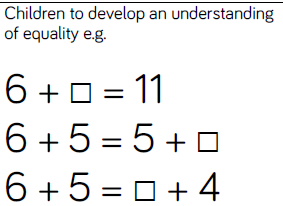 Children to develop an understanding
of equality e.g.
6 + □ = 11
6 + 5 = 5 + □
6 + 5 = □ + 4